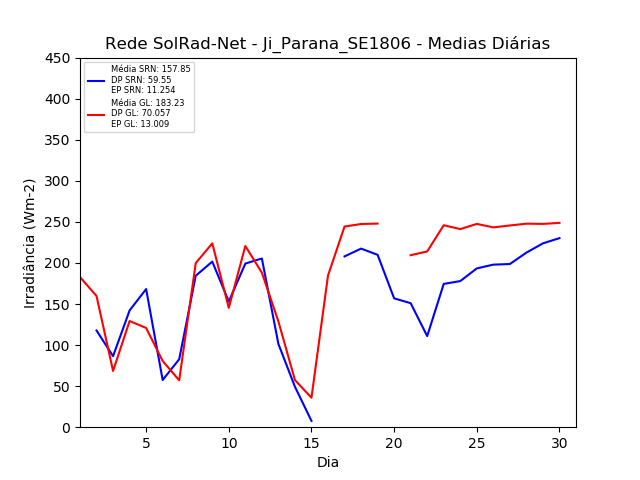 Rede SolRad-Net - Ji_Parana_SE1806 - Medias Diárias
450
400
350
300
250
200
150
100
50
0
Irradiância (Wm-2)
Média SRN: 157.85
DP SRN: 59.55
EP SRN: 11.254
Média GL: 183.23
DP GL: 70.057
EP GL: 13.009
5 10 15 20 25 30
Dia